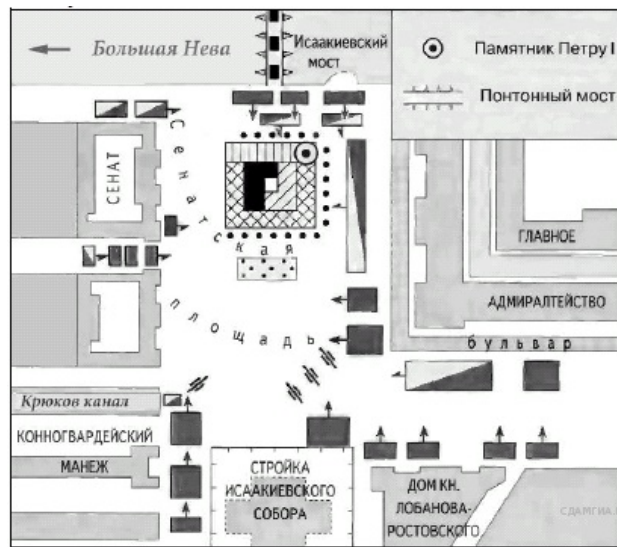 Большая Нева
Исаакиевский
мост
Памятник Петру I
Понтонный мост
СЕНАТ
Сенатская
площадь
ГЛАВНОЕ
АДМИРАЛТЕЙСТВО
бульвар
Крюков канал
КОННОГВАРДЕЙСКИЙ
МАНЕЖ
СТРОЙКА
ИСААКИЕВСКОГО
СОБОРА
ДОМ КН.
ЛОБАНОВА-
РОСТОВСКОГО